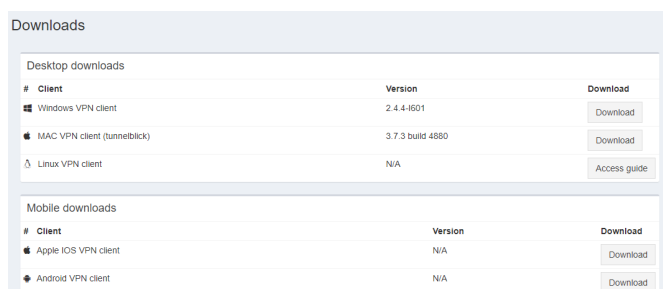 Downloads
Desktop downloads
# Client Version Download
Windows VPN client 2.4.4-I601 Download
MAC VPN client (tunnelblick) 3.7.3 build 4880 Download
Linux VPN client N/A Access guide
Mobile downloads
# Client Version Download
Apple IOS VPN client N/A Download
Android VPN client N/A Download